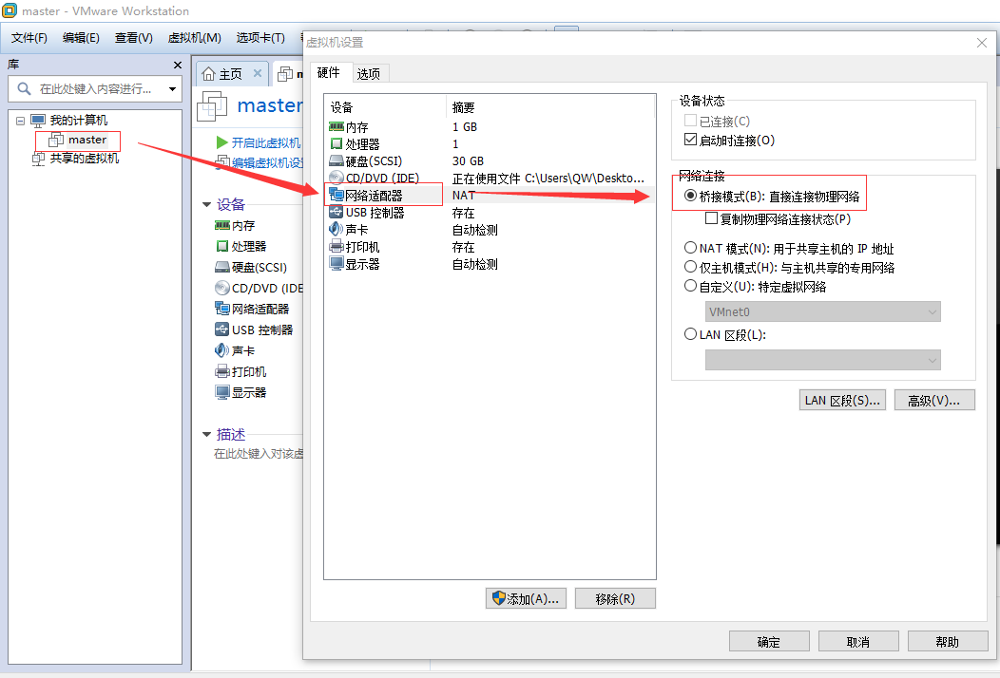 master - VMware Workstation
文件(F) 编辑(E) 查看(V) 虚拟机(M) 选项卡(T)
库
在此处键入内容进行...
我的计算机
master
共享的虚拟机
主页
master
开启此虚拟机
编辑虚拟机设
设备
内存
处理器
硬盘(SCSI)
CD/DVD (IDE
网络适配器
USB 控制器
声卡
打印机
显示器
描述
在此处键入对该虚
虚拟机设置
硬件 选项
设备 摘要
内存 1 GB
处理器 1
硬盘(SCSI) 30 GB
CD/DVD (IDE) 正在使用文件 C:\Users\QW\Deskto...
网络适配器 NAT
USB 控制器 存在
声卡 自动检测
打印机 存在
显示器 自动检测
添加(A)... 移除(R)
设备状态
已连接(C)
启动时连接(O)
网络连接
桥接模式(B): 直接连接物理网络
复制物理网络连接状态(P)
NAT 模式(N): 用于共享主机的 IP 地址
仅主机模式(H): 与主机共享的专用网络
自定义(U): 特定虚拟网络
VMnet0
LAN 区段(L):
LAN 区段(S)... 高级(V)...
确定 取消 帮助